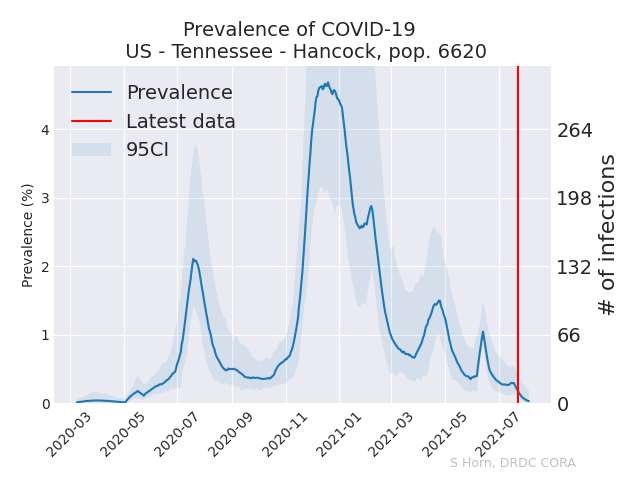 Prevalence of COVID-19
US - Tennessee - Hancock, pop. 6620
Prevalence
Latest data
95CI
Prevalence (%)
4
3
2
1
0
264
198
132
66
0
# of infections
2020-03
2020-05
2020-07
2020-09
2020-11
2021-01
2021-03
2021-05
2021-07
S Horn, DRDC CORA